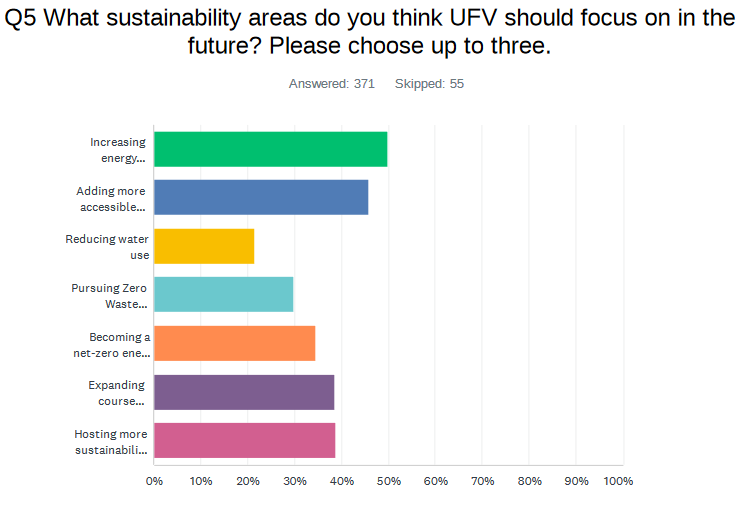 Q5 What sustainability areas do you think UFV should focus on in the
future? Please choose up to three.
Answered: 371 Skipped: 55
Increasing
energy...
Adding more
accessible...
Reducing water
use
Pursuing Zero
Waste...
Becoming a
net-zero ene...
Expanding
course...
Hosting more
sustainabili...
0% 10% 20% 30% 40% 50% 60% 70% 80% 90% 100%